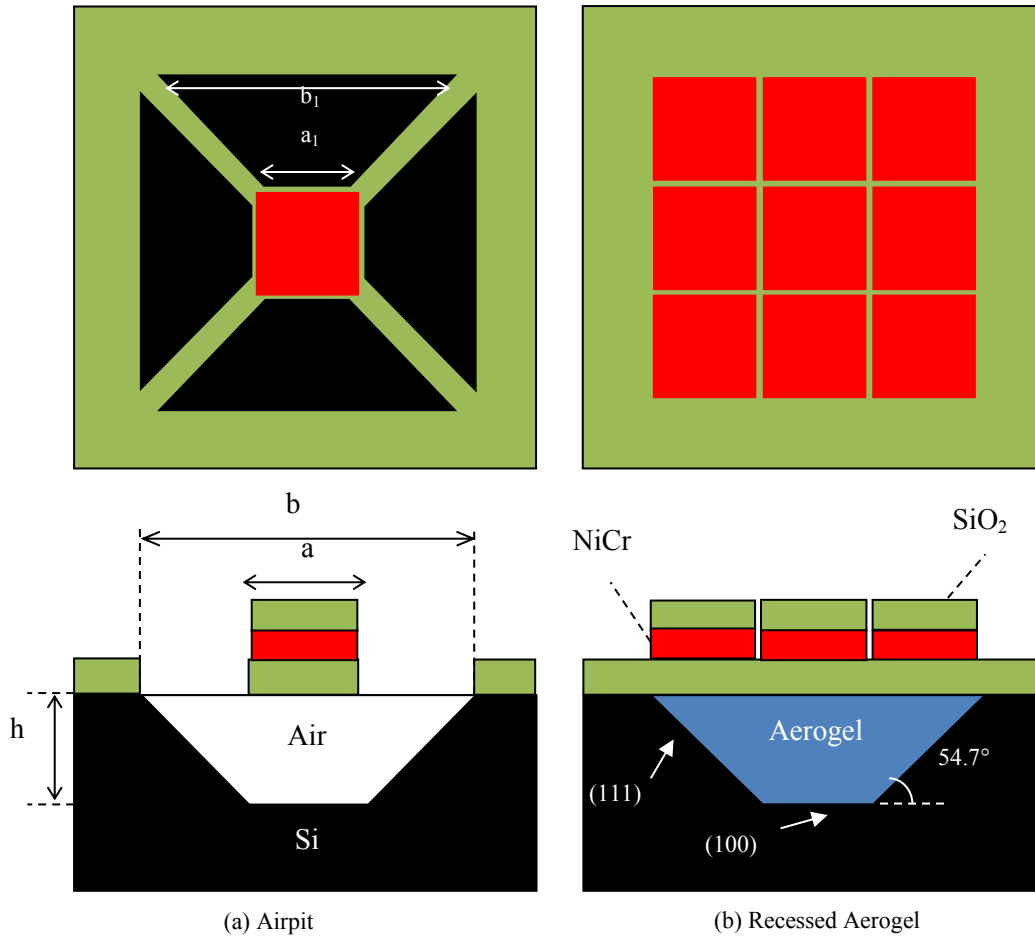 b₁
a₁
b
a
h
Air
Si
(a) Airpit
NiCr
SiO₂
Aerogel
54.7°
(111)
(100)
(b) Recessed Aerogel